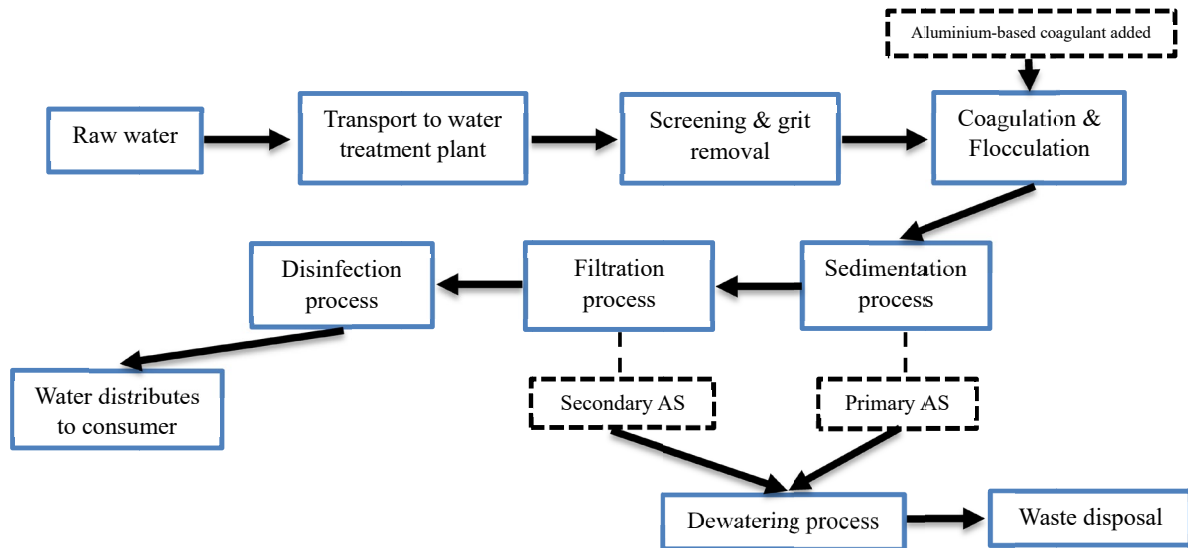 Aluminium-based coagulant added
Raw water
Transport to water
treatment plant
Screening & grit
removal
Coagulation &
Flocculation
Disinfection
process
Filtration
process
Sedimentation
process
Water distributes
to consumer
Secondary AS
Primary AS
Dewatering process
Waste disposal